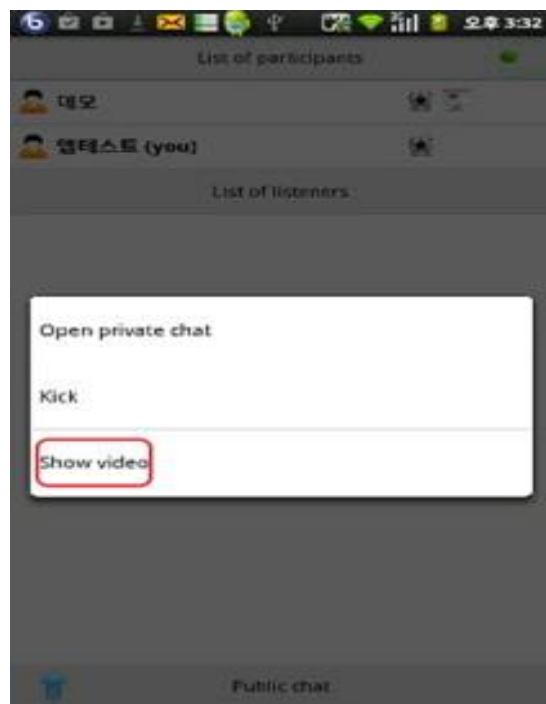 오후 3:32
List of participants
데모
앱테스트 (you)
List of listeners
Open private chat
Kick
Show video
Public chat